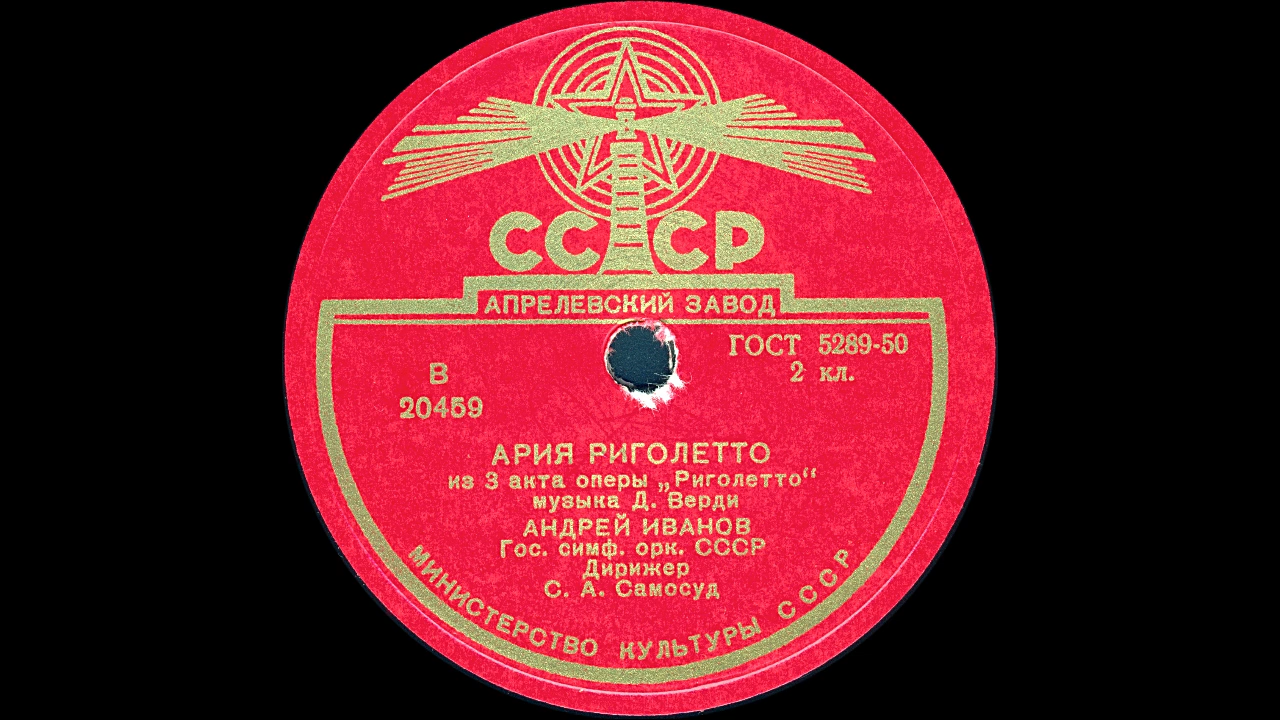 СССР
АПРЕЛЕВСКИЙ ЗАВОД
ГОСТ 5289-50
2 кл.
В
20459
АРИЯ РИГОЛЕТТО
из 3 акта оперы „Риголетто“
музыка Д. Верди
АНДРЕЙ ИВАНОВ
Гос. симф. орк. СССР
Дирижер
С. А. Самосуд
МИНИСТЕРСТВО КУЛЬТУРЫ СССР